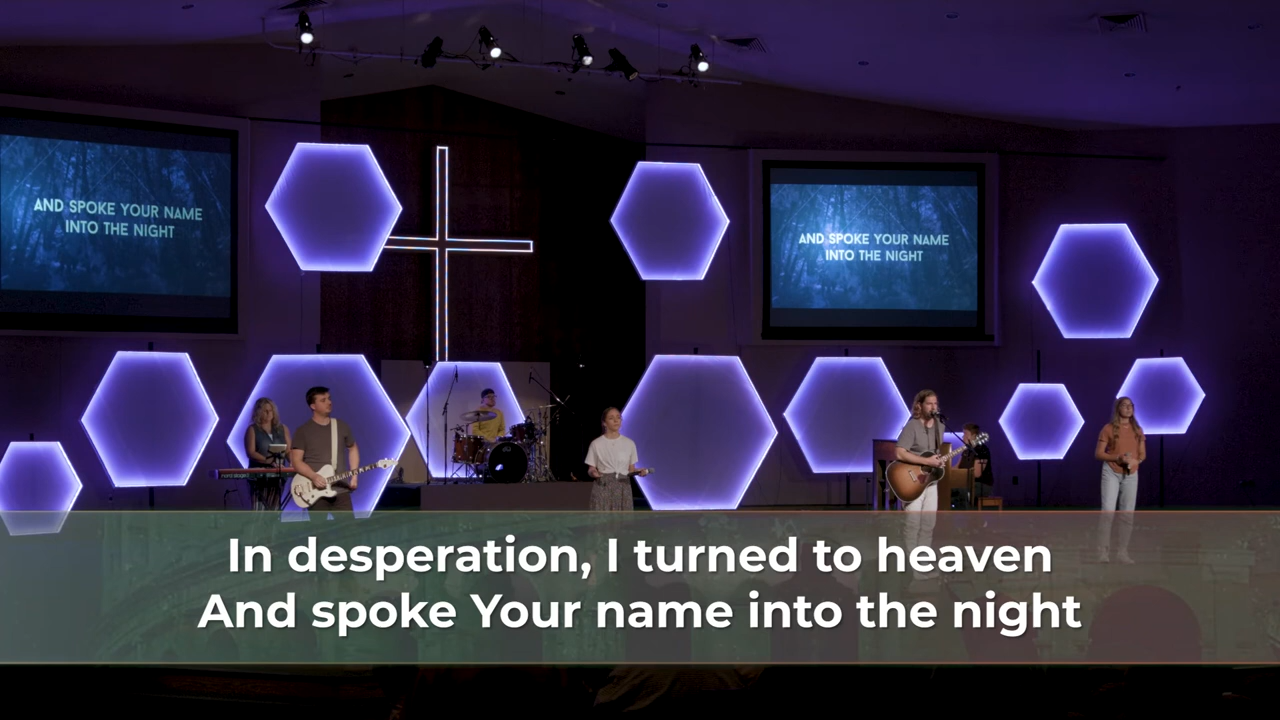 AND SPOKE YOUR NAME
INTO THE NIGHT
AND SPOKE YOUR NAME
INTO THE NIGHT
In desperation, I turned to heaven
And spoke Your name into the night